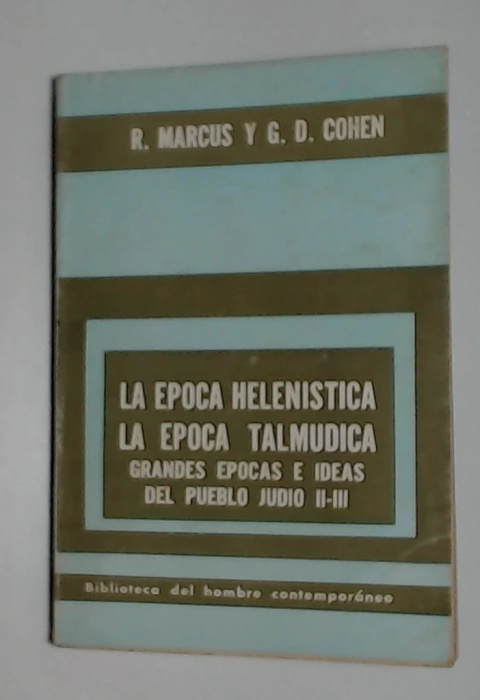 R. MARCUS Y G. D. COHEN
LA EPOCA HELENISTICA
LA EPOCA TALMUDICA
GRANDES EPOCAS E IDEAS
DEL PUEBLO JUDIO II-III
Biblioteca del hombre contemporáneo